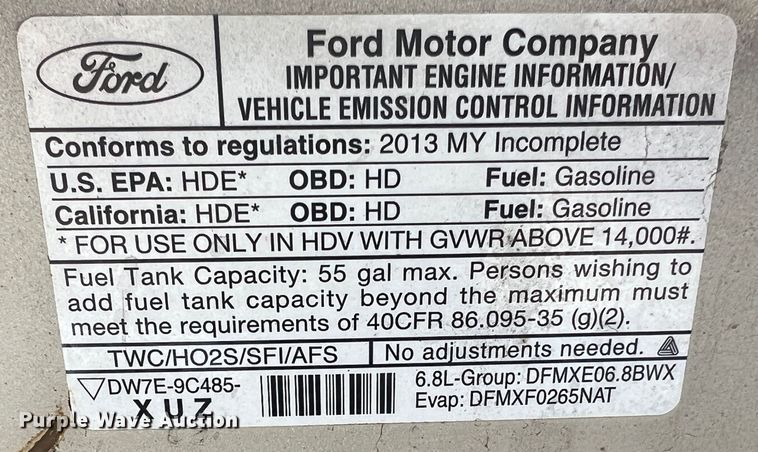 Ford
Ford Motor Company
IMPORTANT ENGINE INFORMATION/
VEHICLE EMISSION CONTROL INFORMATION
Conforms to regulations: 2013 MY Incomplete
U.S. EPA: HDE* OBD: HD Fuel: Gasoline
California: HDE* OBD: HD Fuel: Gasoline
* FOR USE ONLY IN HDV WITH GVWR ABOVE 14,000#.
Fuel Tank Capacity: 55 gal max. Persons wishing to
add fuel tank capacity beyond the maximum must
meet the requirements of 40CFR 86.095-35 (g)(2).
TWC/HO2S/SFI/AFS No adjustments needed.
DW7E-9C485- 6.8L-Group: DFMXE06.8BWX
X U Z Evap: DFMXF0265NAT
Purple Wave Auction